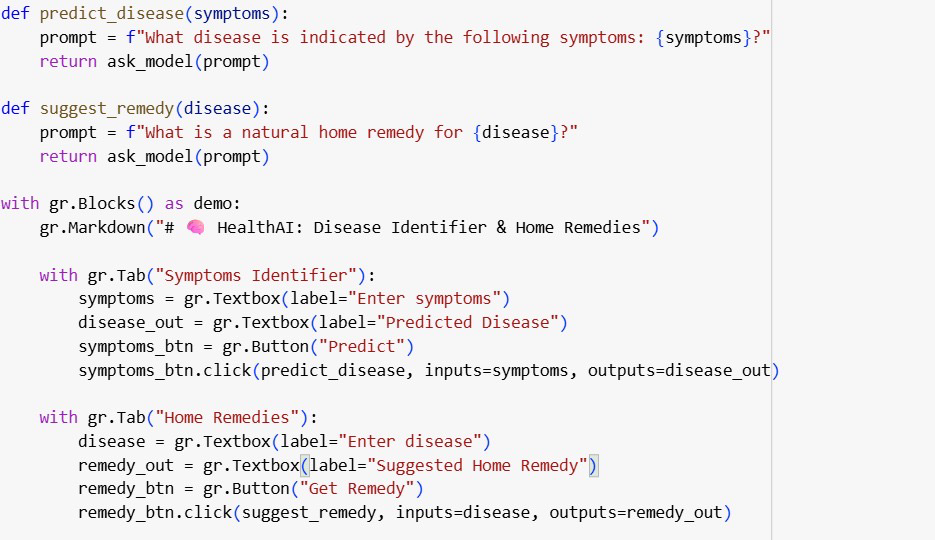 def predict_disease(symptoms):
    prompt = f"What disease is indicated by the following symptoms: {symptoms}?"
    return ask_model(prompt)

def suggest_remedy(disease):
    prompt = f"What is a natural home remedy for {disease}?"
    return ask_model(prompt)

with gr.Blocks() as demo:
    gr.Markdown("# 🧠 HealthAI: Disease Identifier & Home Remedies")

    with gr.Tab("Symptoms Identifier"):
        symptoms = gr.Textbox(label="Enter symptoms")
        disease_out = gr.Textbox(label="Predicted Disease")
        symptoms_btn = gr.Button("Predict")
        symptoms_btn.click(predict_disease, inputs=symptoms, outputs=disease_out)

    with gr.Tab("Home Remedies"):
        disease = gr.Textbox(label="Enter disease")
        remedy_out = gr.Textbox(label="Suggested Home Remedy")
        remedy_btn = gr.Button("Get Remedy")
        remedy_btn.click(suggest_remedy, inputs=disease, outputs=remedy_out)